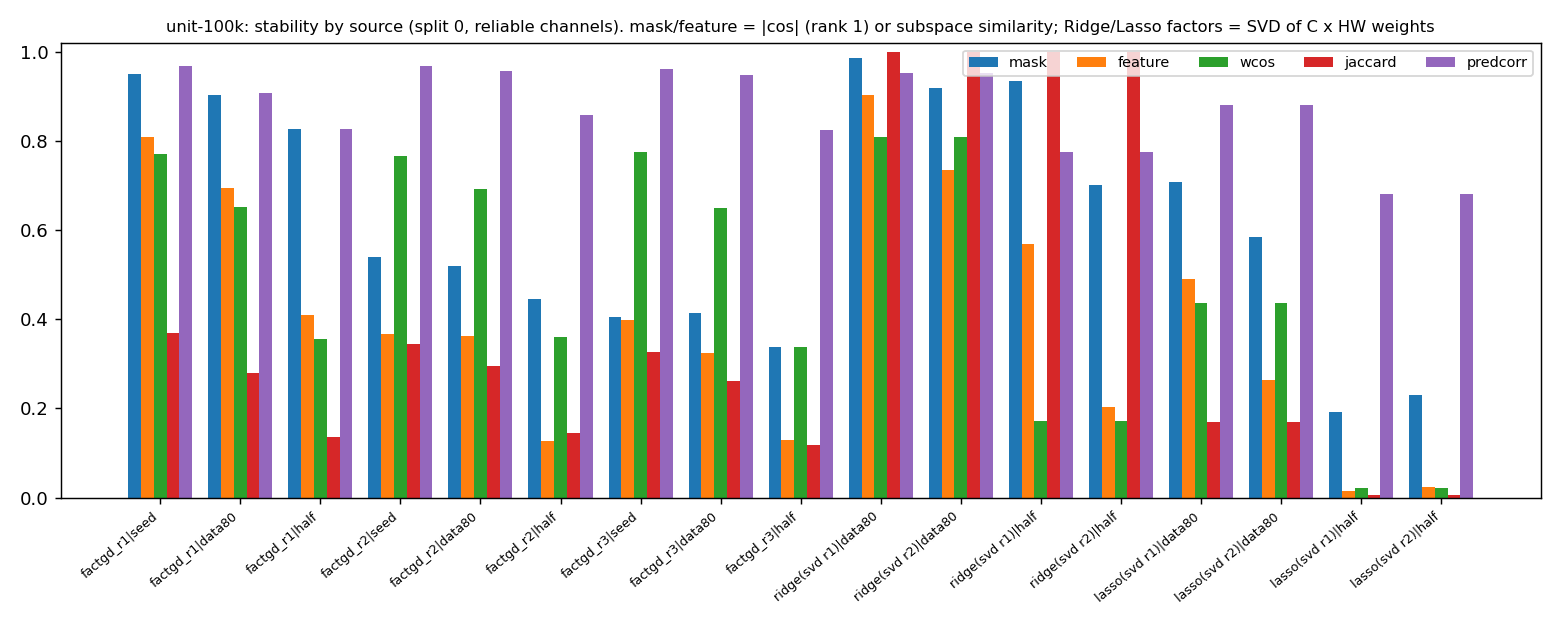 unit-100k: stability by source (split 0, reliable channels). mask/feature = |cos| (rank 1) or subspace similarity; Ridge/Lasso factors = SVD of C x HW weights
mask feature wcos jaccard predcorr
1.0
0.8
0.6
0.4
0.2
0.0
factgd_r1|seed
factgd_r1|data80
factgd_r1|half
factgd_r2|seed
factgd_r2|data80
factgd_r2|half
factgd_r3|seed
factgd_r3|data80
factgd_r3|half
ridge(svd r1)|data80
ridge(svd r2)|data80
ridge(svd r1)|half
ridge(svd r2)|half
lasso(svd r1)|data80
lasso(svd r2)|data80
lasso(svd r1)|half
lasso(svd r2)|half